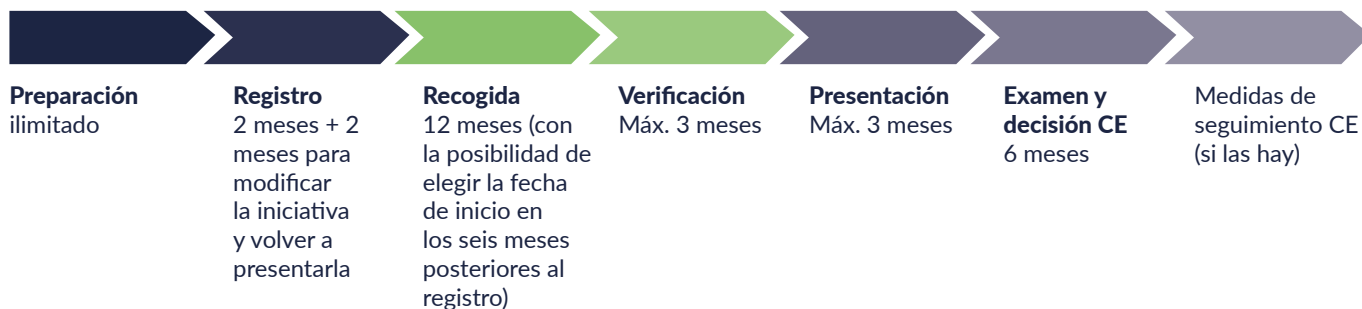 Preparación
ilimitado
Registro
2 meses + 2
meses para
modificar
la iniciativa
y volver a
presentarla
Recogida
12 meses (con
la posibilidad de
elegir la fecha
de inicio en
los seis meses
posteriores al
registro)
Verificación
Máx. 3 meses
Presentación
Máx. 3 meses
Examen y
decisión CE
6 meses
Medidas de
seguimiento CE
(si las hay)